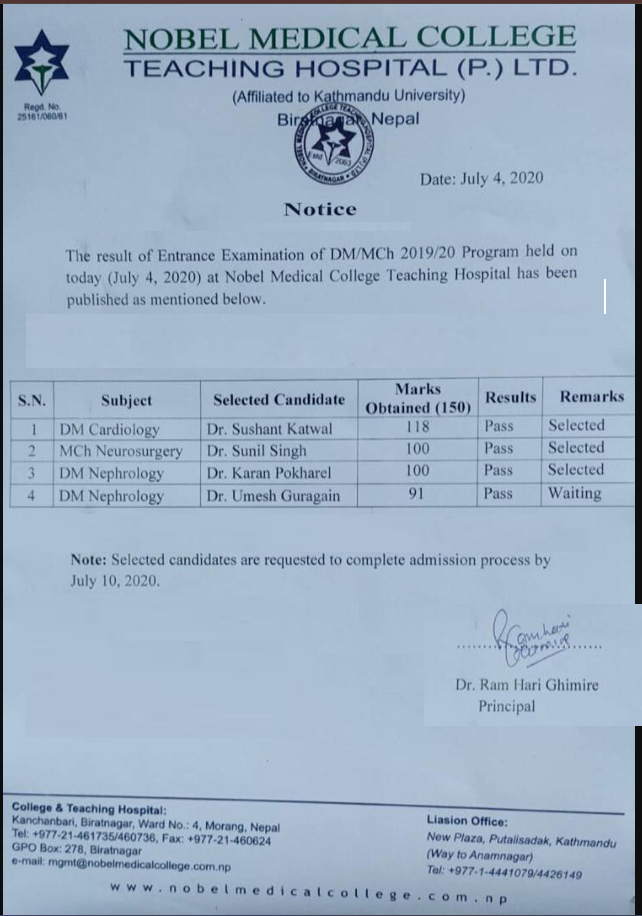 NOBEL MEDICAL COLLEGE
TEACHING HOSPITAL (P.) LTD.
(Affiliated to Kathmandu University)
Biratnagar, Nepal
Regd. No.
25161/060/61
Estd 2063
Date: July 4, 2020
Notice
The result of Entrance Examination of DM/MCh 2019/20 Program held on
today (July 4, 2020) at Nobel Medical College Teaching Hospital has been
published as mentioned below.
S.N. Subject Selected Candidate Marks Obtained (150) Results Remarks
1 DM Cardiology Dr. Sushant Katwal 118 Pass Selected
2 MCh Neurosurgery Dr. Sunil Singh 100 Pass Selected
3 DM Nephrology Dr. Karan Pokharel 100 Pass Selected
4 DM Nephrology Dr. Umesh Guragain 91 Pass Waiting
Note: Selected candidates are requested to complete admission process by
July 10, 2020.
Dr. Ram Hari Ghimire
Principal
College & Teaching Hospital:
Kanchanbari, Biratnagar, Ward No.: 4, Morang, Nepal
Tel: +977-21-461735/460736, Fax: +977-21-460624
GPO Box: 278, Biratnagar
e-mail: mgmt@nobelmedicalcollege.com.np
Liasion Office:
New Plaza, Putalisadak, Kathmandu
(Way to Anamnagar)
Tel: +977-1-4441079/4426149
www.nobelmedicalcollege.com.np